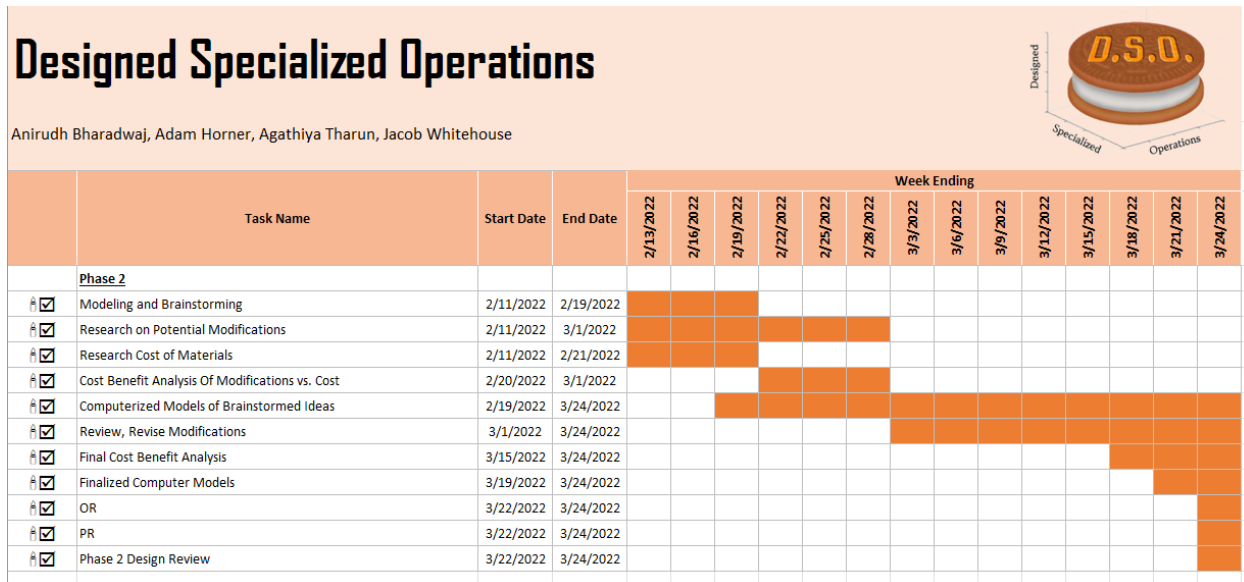 Designed Specialized Operations
D.S.O.
Designed
Specialized
Operations
Anirudh Bharadwaj, Adam Horner, Agathiya Tharun, Jacob Whitehouse
Week Ending
Task Name Start Date End Date 2/13/2022 2/16/2022 2/19/2022 2/22/2022 2/25/2022 2/28/2022 3/3/2022 3/6/2022 3/9/2022 3/12/2022 3/15/2022 3/18/2022 3/21/2022 3/24/2022
Phase 2
Modeling and Brainstorming 2/11/2022 2/19/2022
Research on Potential Modifications 2/11/2022 3/1/2022
Research Cost of Materials 2/11/2022 2/21/2022
Cost Benefit Analysis Of Modifications vs. Cost 2/20/2022 3/1/2022
Computerized Models of Brainstormed Ideas 2/19/2022 3/24/2022
Review, Revise Modifications 3/1/2022 3/24/2022
Final Cost Benefit Analysis 3/15/2022 3/24/2022
Finalized Computer Models 3/19/2022 3/24/2022
OR 3/22/2022 3/24/2022
PR 3/22/2022 3/24/2022
Phase 2 Design Review 3/22/2022 3/24/2022